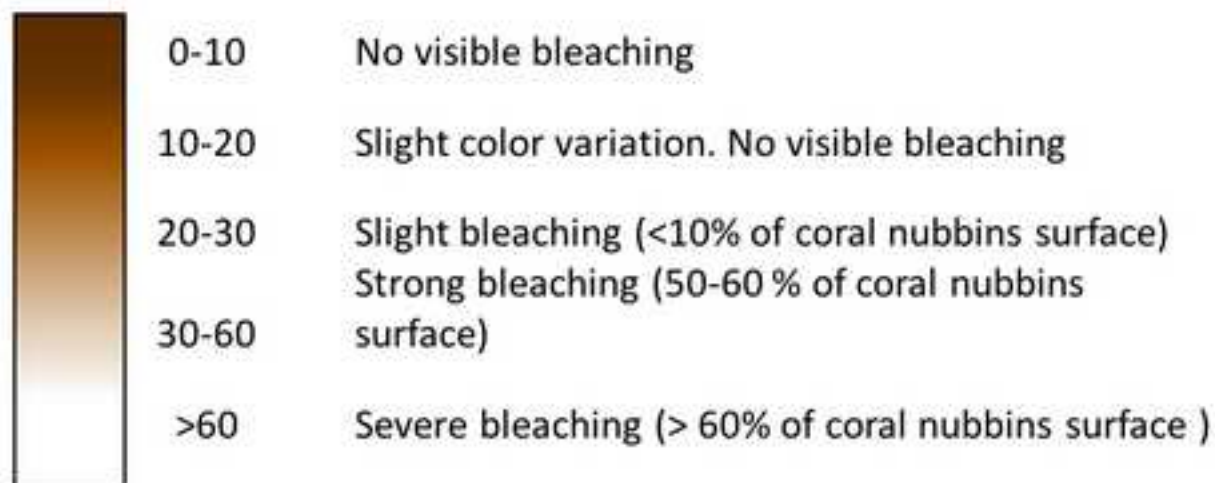 0-10 No visible bleaching
10-20 Slight color variation. No visible bleaching
20-30 Slight bleaching (<10% of coral nubbins surface)
Strong bleaching (50-60 % of coral nubbins
30-60 surface)
>60 Severe bleaching (> 60% of coral nubbins surface )